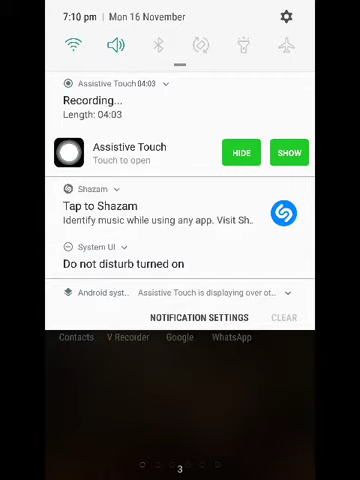 7:10 pm | Mon 16 November
Assistive Touch 04:03
Recording...
Length: 04:03
Assistive Touch
Touch to open
HIDE
SHOW
Shazam
Tap to Shazam
Identify music while using any app. Visit Sh..
System UI
Do not disturb turned on
Android syst.. Assistive Touch is displaying over ot..
NOTIFICATION SETTINGS
CLEAR
Contacts V Recorder Google WhatsApp
3